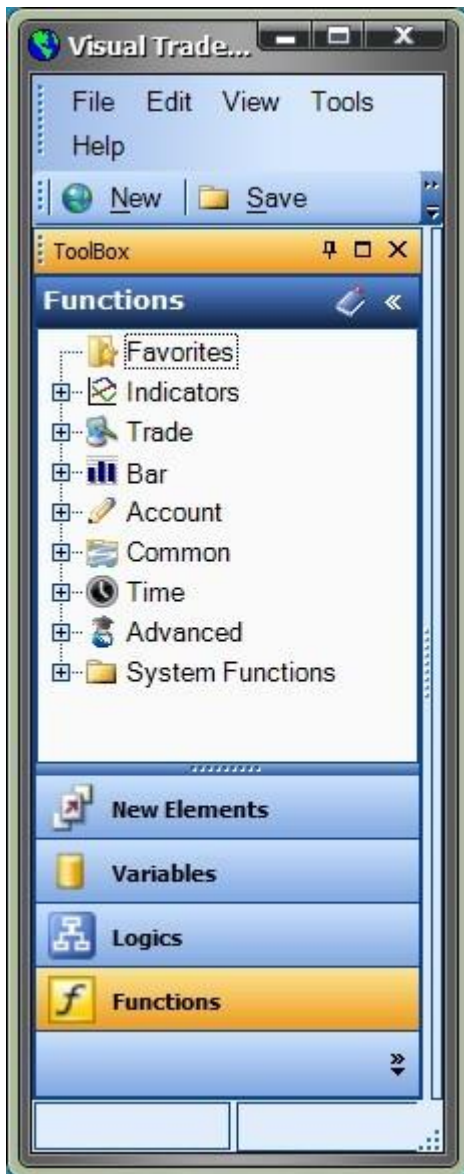 Visual Trade...
File Edit View Tools
Help
New Save
ToolBox
Functions
Favorites
Indicators
Trade
Bar
Account
Common
Time
Advanced
System Functions
New Elements
Variables
Logics
Functions